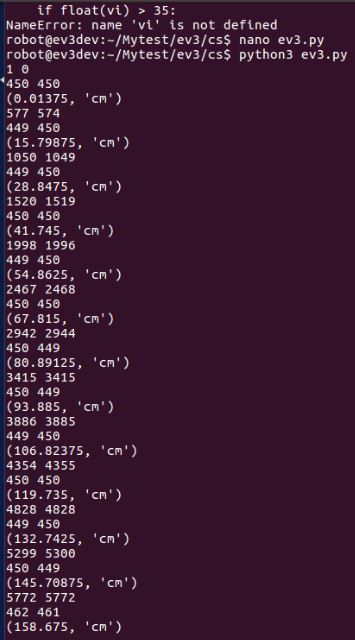 if float(vi) > 35:
NameError: name 'vi' is not defined
robot@ev3dev:~/Mytest/ev3/cs$ nano ev3.py
robot@ev3dev:~/Mytest/ev3/cs$ python3 ev3.py
1 0
450 450
(0.01375, 'cm')
577 574
449 450
(15.79825, 'cm')
1050 1049
449 450
(28.8475, 'cm')
1520 1519
450 450
(41.745, 'cm')
1998 1996
449 450
(54.8625, 'cm')
2467 2468
450 450
(67.815, 'cm')
2942 2944
450 449
(80.89125, 'cm')
3415 3415
450 449
(93.885, 'cm')
3886 3885
449 450
(106.82375, 'cm')
4354 4355
450 450
(119.735, 'cm')
4828 4828
449 450
(132.7425, 'cm')
5299 5300
450 449
(145.70875, 'cm')
5772 5772
462 461
(158.675, 'cm')